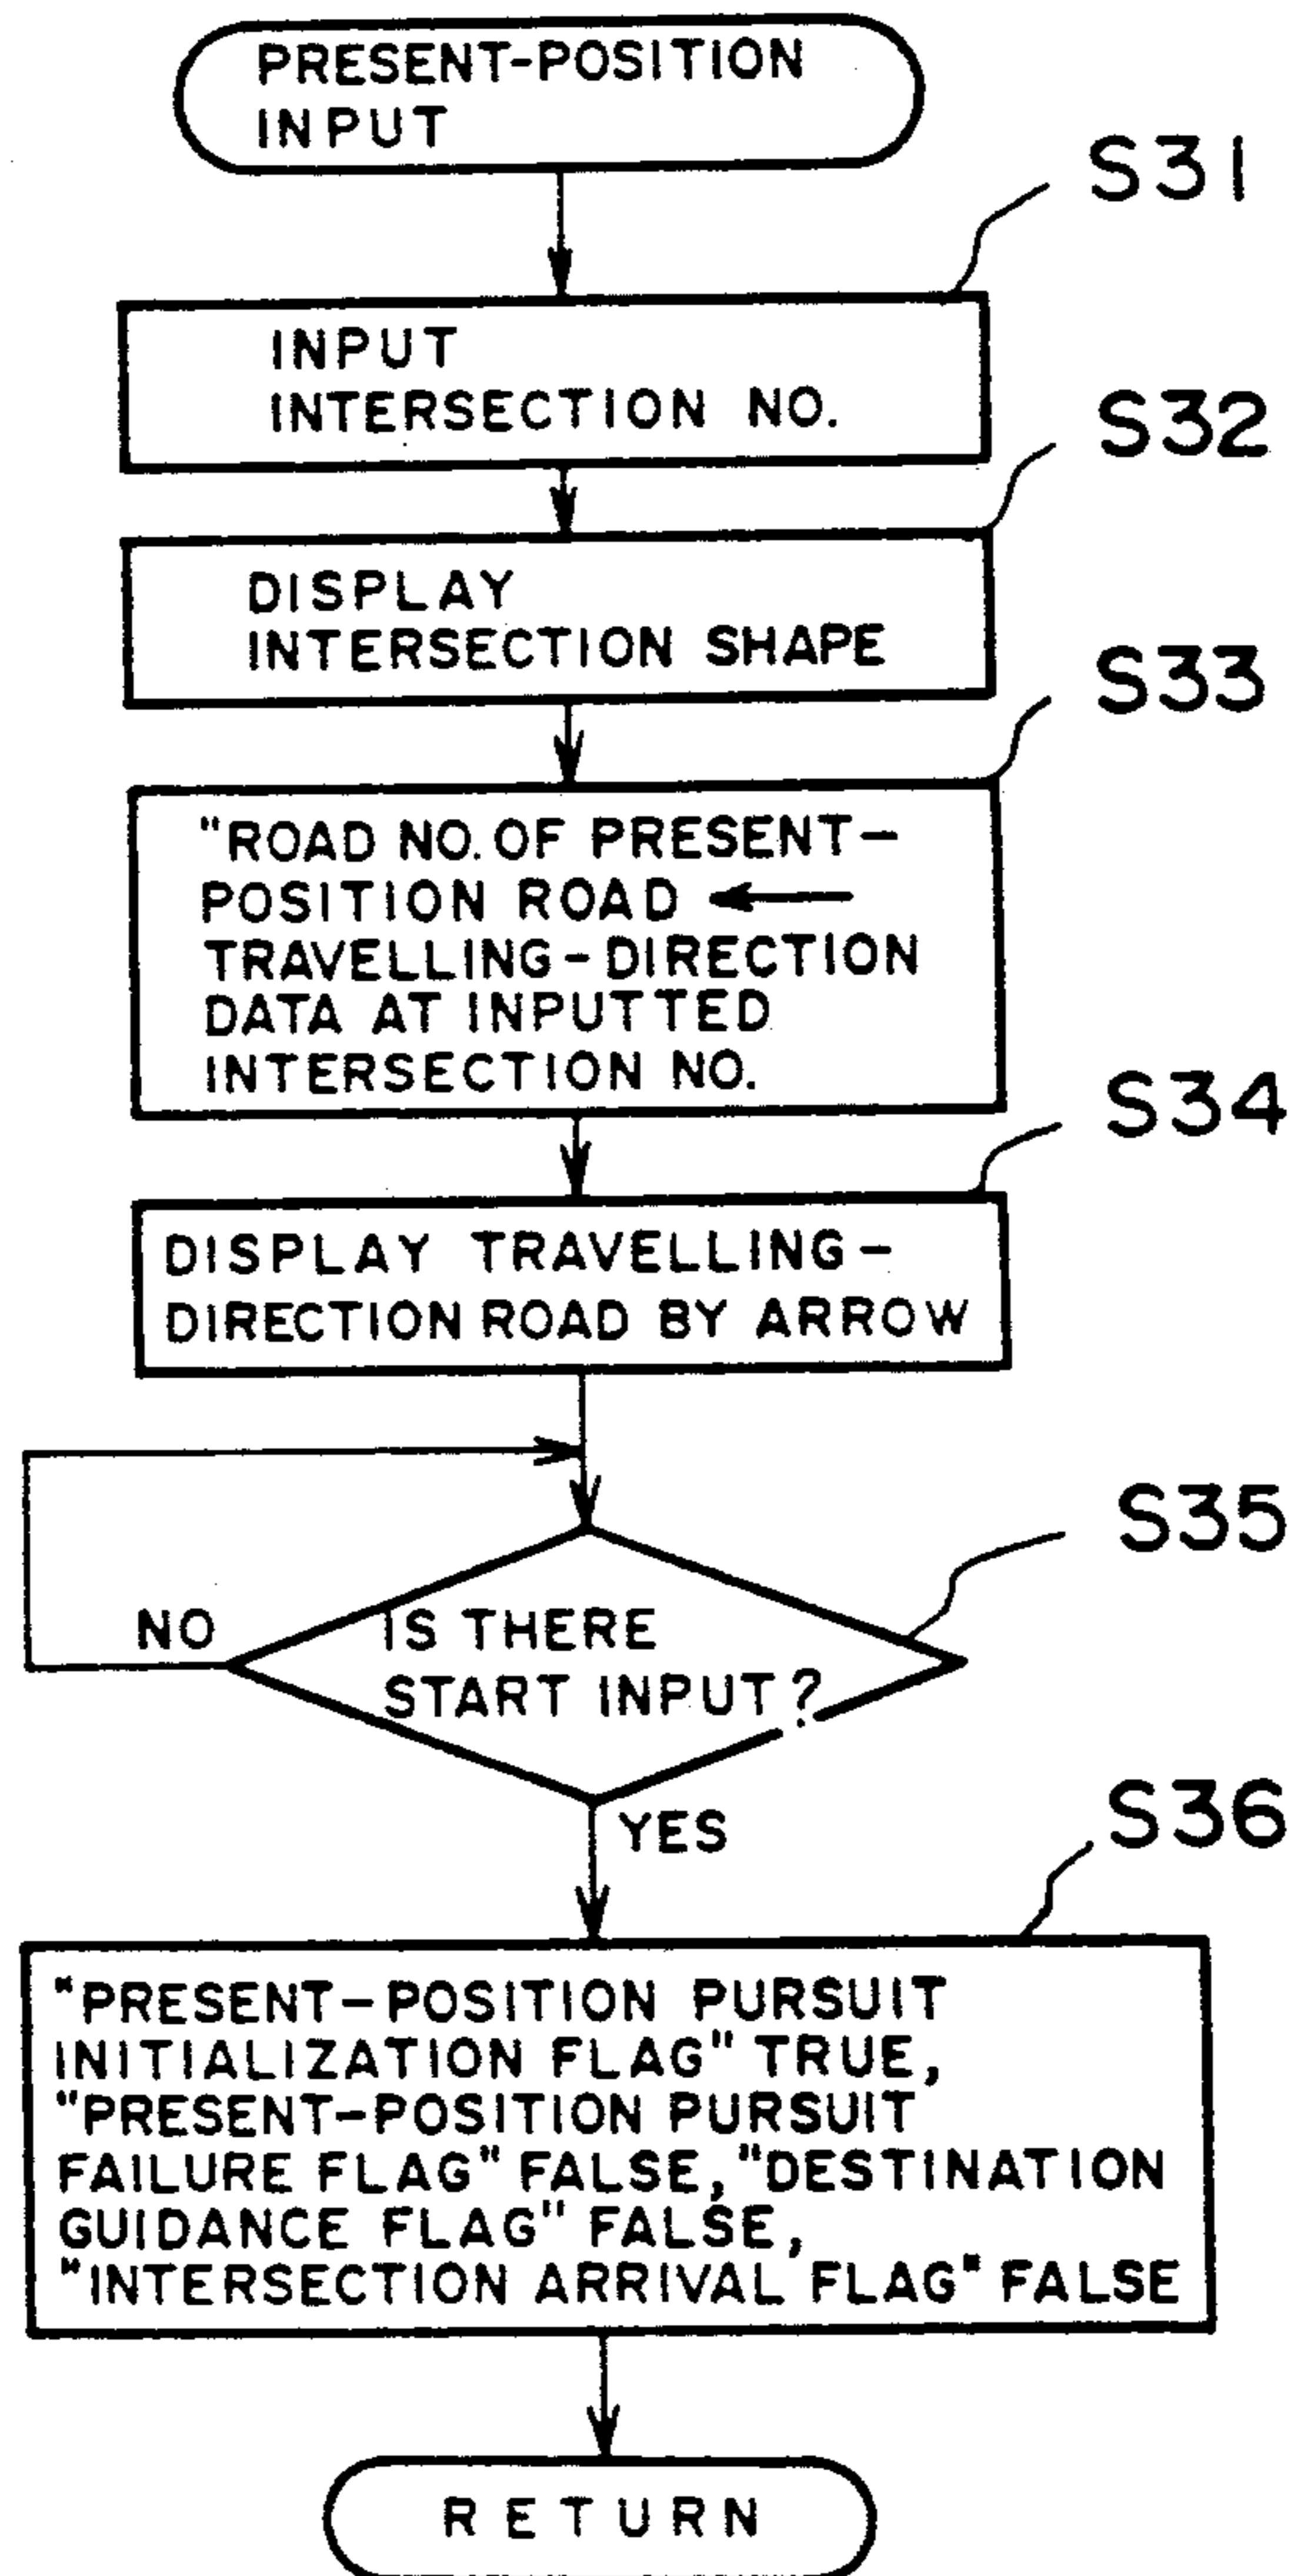 PRESENT-POSITION
INPUT
S31
INPUT
INTERSECTION NO.
S32
DISPLAY
INTERSECTION SHAPE
S33
"ROAD NO. OF PRESENT-
POSITION ROAD ←
TRAVELLING-DIRECTION
DATA AT INPUTTED
INTERSECTION NO.
S34
DISPLAY TRAVELLING-
DIRECTION ROAD BY ARROW
S35
NO
IS THERE
START INPUT?
YES
S36
"PRESENT-POSITION PURSUIT
INITIALIZATION FLAG" TRUE,
"PRESENT-POSITION PURSUIT
FAILURE FLAG" FALSE, "DESTINATION
GUIDANCE FLAG" FALSE,
"INTERSECTION ARRIVAL FLAG" FALSE
RETURN